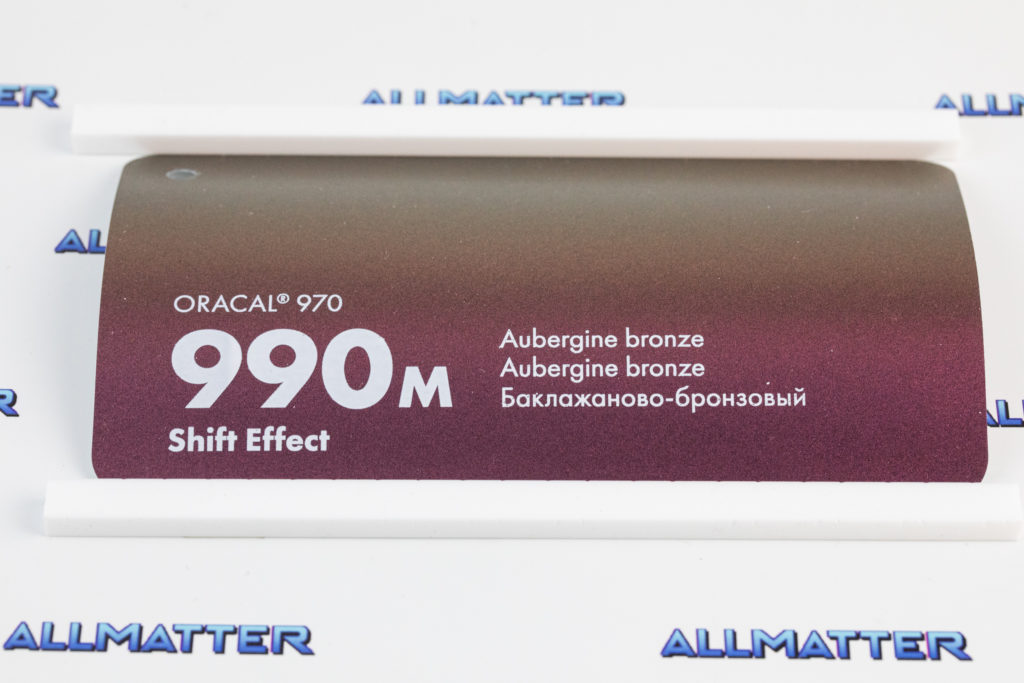 ALLMATTER
ORACAL® 970
990M
Shift Effect
Aubergine bronze
Aubergine bronze
Баклажаново-бронзовый
ALLMATTER
ALLMATTER